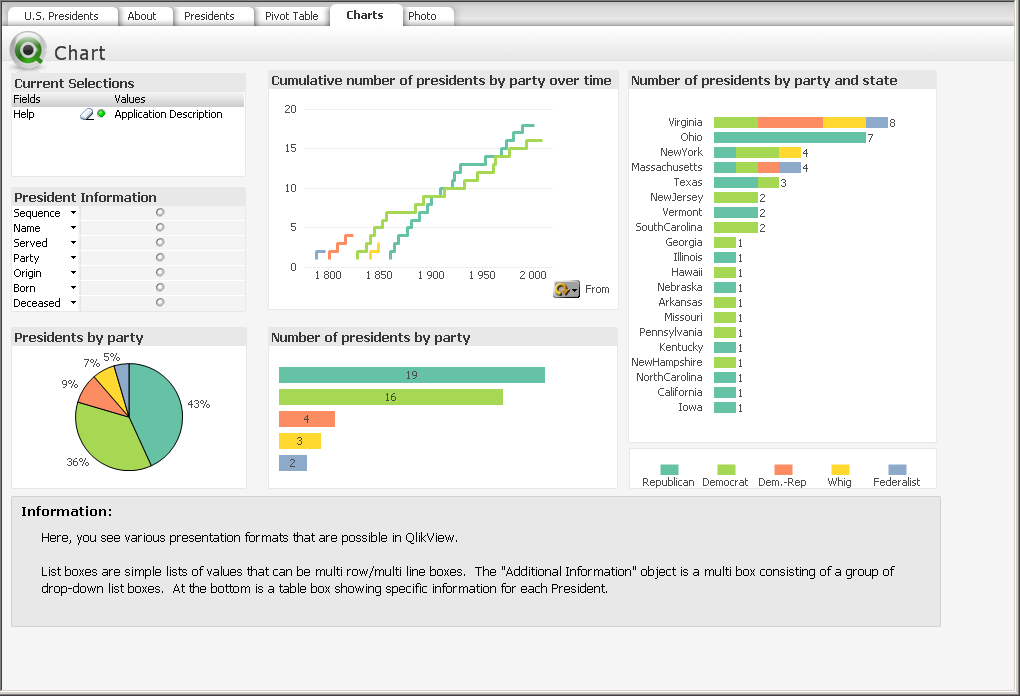 U.S. Presidents
About
Presidents
Pivot Table
Charts
Photo
Chart
Current Selections
Fields Values
Help Application Description
President Information
Sequence
Name
Served
Party
Origin
Born
Deceased
Presidents by party
5%
7%
9%
43%
36%
Cumulative number of presidents by party over time
20
15
10
5
0
1 800 1 850 1 900 1 950 2 000
From
Number of presidents by party
19
16
4
3
2
Number of presidents by party and state
Virginia 8
Ohio 7
NewYork 4
Massachusetts 4
Texas 3
NewJersey 2
Vermont 2
SouthCarolina 2
Georgia 1
Illinois 1
Hawaii 1
Nebraska 1
Arkansas 1
Missouri 1
Pennsylvania 1
Kentucky 1
NewHampshire 1
NorthCarolina 1
California 1
Iowa 1
Republican Democrat Dem.-Rep Whig Federalist
Information:
Here, you see various presentation formats that are possible in QlikView.
List boxes are simple lists of values that can be multi row/multi line boxes. The "Additional Information" object is a multi box consisting of a group of
drop-down list boxes. At the bottom is a table box showing specific information for each President.